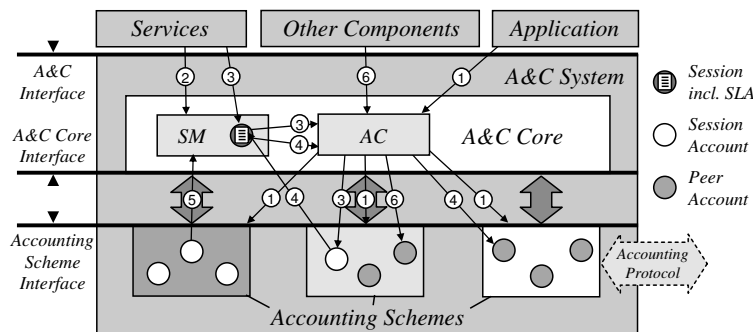 Services
Other Components
Application
A&C
Interface
2
3
6
1
A&C System
Session
incl. SLA
A&C Core
Interface
SM
3
4
AC
A&C Core
Session
Account
Peer
Account
5
1
4
3
1
6
4
1
Accounting
Scheme
Interface
Accounting
Protocol
Accounting Schemes